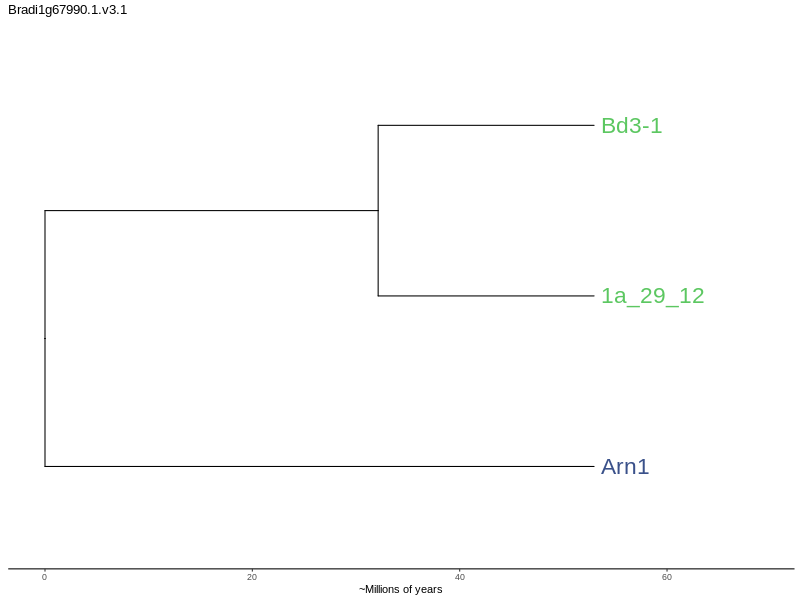 Bradi1g67990.1.v3.1
Bd3-1
1a_29_12
Arn1
0 20 40 60
~Millions of years